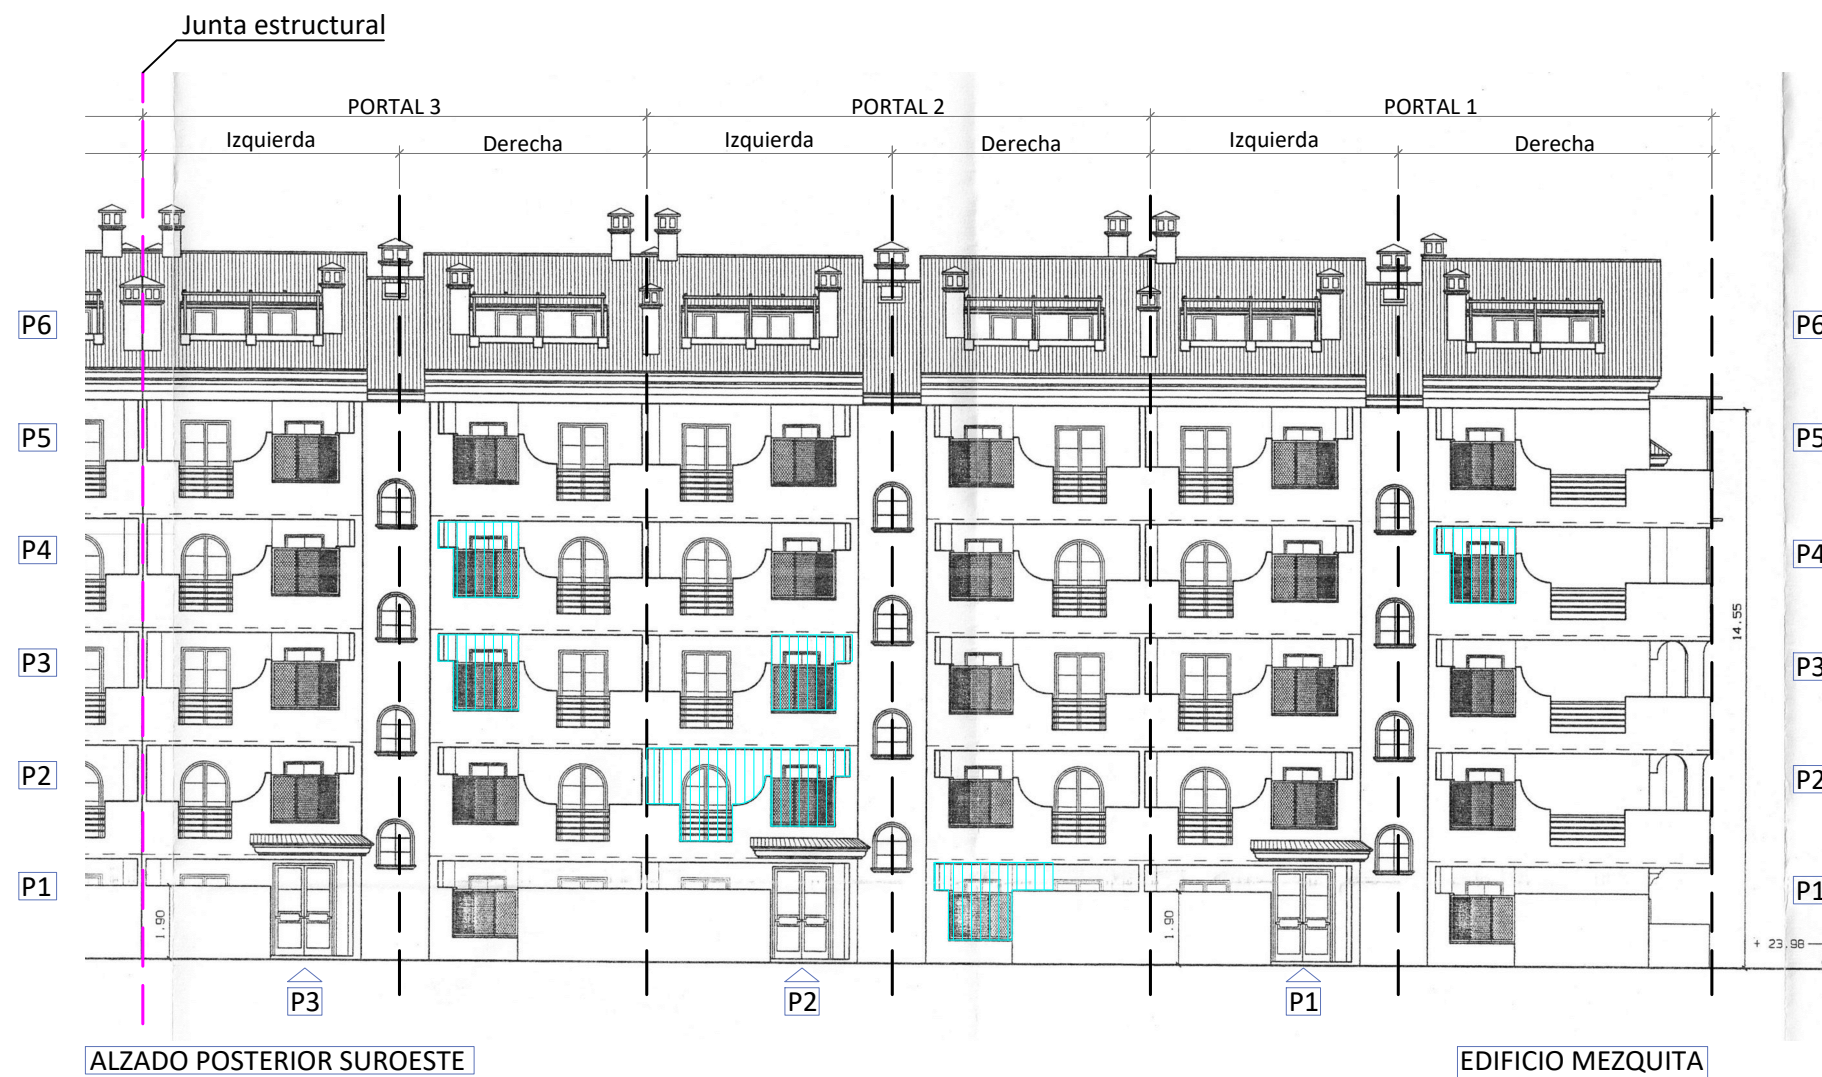 Junta estructural
PORTAL 3 PORTAL 2 PORTAL 1
Izquierda Derecha Izquierda Derecha Izquierda Derecha
P6 P6
P5 P5
P4 P4
14.55
P3 P3
P2 P2
P1 P1
1.90 1.90
+ 23.98
P3 P2 P1
ALZADO POSTERIOR SUROESTE EDIFICIO MEZQUITA